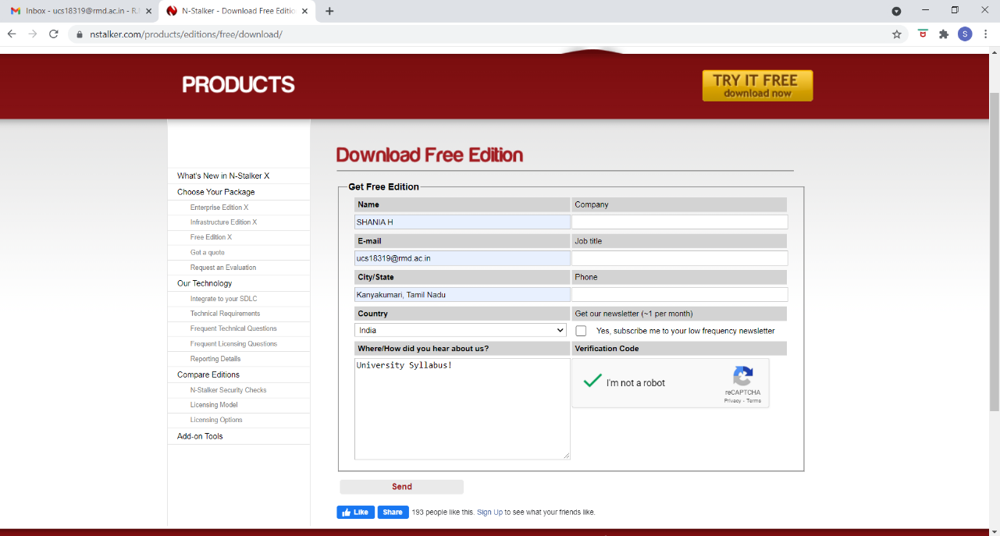 Inbox - ucs18319@rmd.ac.in - R.
N-Stalker - Download Free Editio
nstalker.com/products/editions/free/download/
S
PRODUCTS
TRY IT FREE
download now
What's New in N-Stalker X
Choose Your Package
Enterprise Edition X
Infrastructure Edition X
Free Edition X
Get a quote
Request an Evaluation
Our Technology
Integrate to your SDLC
Technical Requirements
Frequent Technical Questions
Frequent Licensing Questions
Reporting Details
Compare Editions
N-Stalker Security Checks
Licensing Model
Licensing Options
Add-on Tools
Download Free Edition
Get Free Edition
Name Company
SHANIA H
E-mail Job title
ucs18319@rmd.ac.in
City/State Phone
Kanyakumari, Tamil Nadu
Country Get our newsletter (~1 per month)
India Yes, subscribe me to your low frequency newsletter
Where/How did you hear about us? Verification Code
University Syllabus!
I'm not a robot
reCAPTCHA
Privacy - Terms
Send
Like Share 193 people like this. Sign Up to see what your friends like.